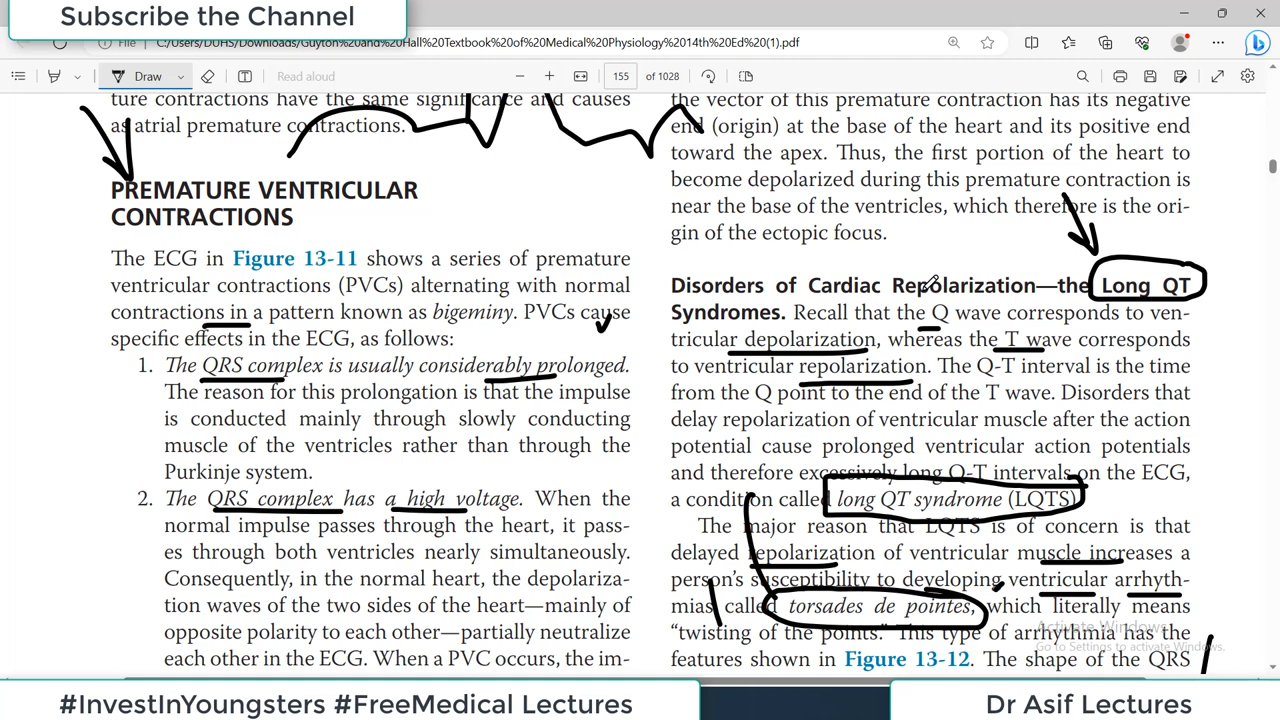 Subscribe the Channel
File C:/Users/DUHS/Downloads/Guyton%20and%20Hall%20Textbook%20of%20Medical%20Physiology%2014th%20Ed%20(1).pdf
Draw
Read aloud
155 of 1028
ture contractions have the same significance and causes
as atrial premature contractions.
PREMATURE VENTRICULAR
CONTRACTIONS
The ECG in Figure 13-11 shows a series of premature
ventricular contractions (PVCs) alternating with normal
contractions in a pattern known as bigeminy. PVCs cause
specific effects in the ECG, as follows:
1. The QRS complex is usually considerably prolonged.
The reason for this prolongation is that the impulse
is conducted mainly through slowly conducting
muscle of the ventricles rather than through the
Purkinje system.
2. The QRS complex has a high voltage. When the
normal impulse passes through the heart, it pass-
es through both ventricles nearly simultaneously.
Consequently, in the normal heart, the depolariza-
tion waves of the two sides of the heart—mainly of
opposite polarity to each other—partially neutralize
each other in the ECG. When a PVC occurs, the im-
the vector of this premature contraction has its negative
end (origin) at the base of the heart and its positive end
toward the apex. Thus, the first portion of the heart to
become depolarized during this premature contraction is
near the base of the ventricles, which therefore is the ori-
gin of the ectopic focus.
Disorders of Cardiac Repolarization—the Long QT
Syndromes. Recall that the Q wave corresponds to ven-
tricular depolarization, whereas the T wave corresponds
to ventricular repolarization. The Q-T interval is the time
from the Q point to the end of the T wave. Disorders that
delay repolarization of ventricular muscle after the action
potential cause prolonged ventricular action potentials
and therefore excessively long Q-T intervals on the ECG,
a condition called long QT syndrome (LQTS).
The major reason that LQTS is of concern is that
delayed repolarization of ventricular muscle increases a
person's susceptibility to developing ventricular arrhyth-
mias called torsades de pointes, which literally means
"twisting of the points." This type of arrhythmia has the
features shown in Figure 13-12. The shape of the QRS
Activate Windows
Go to Settings to activate Windows.
#InvestInYoungsters #FreeMedical Lectures
Dr Asif Lectures